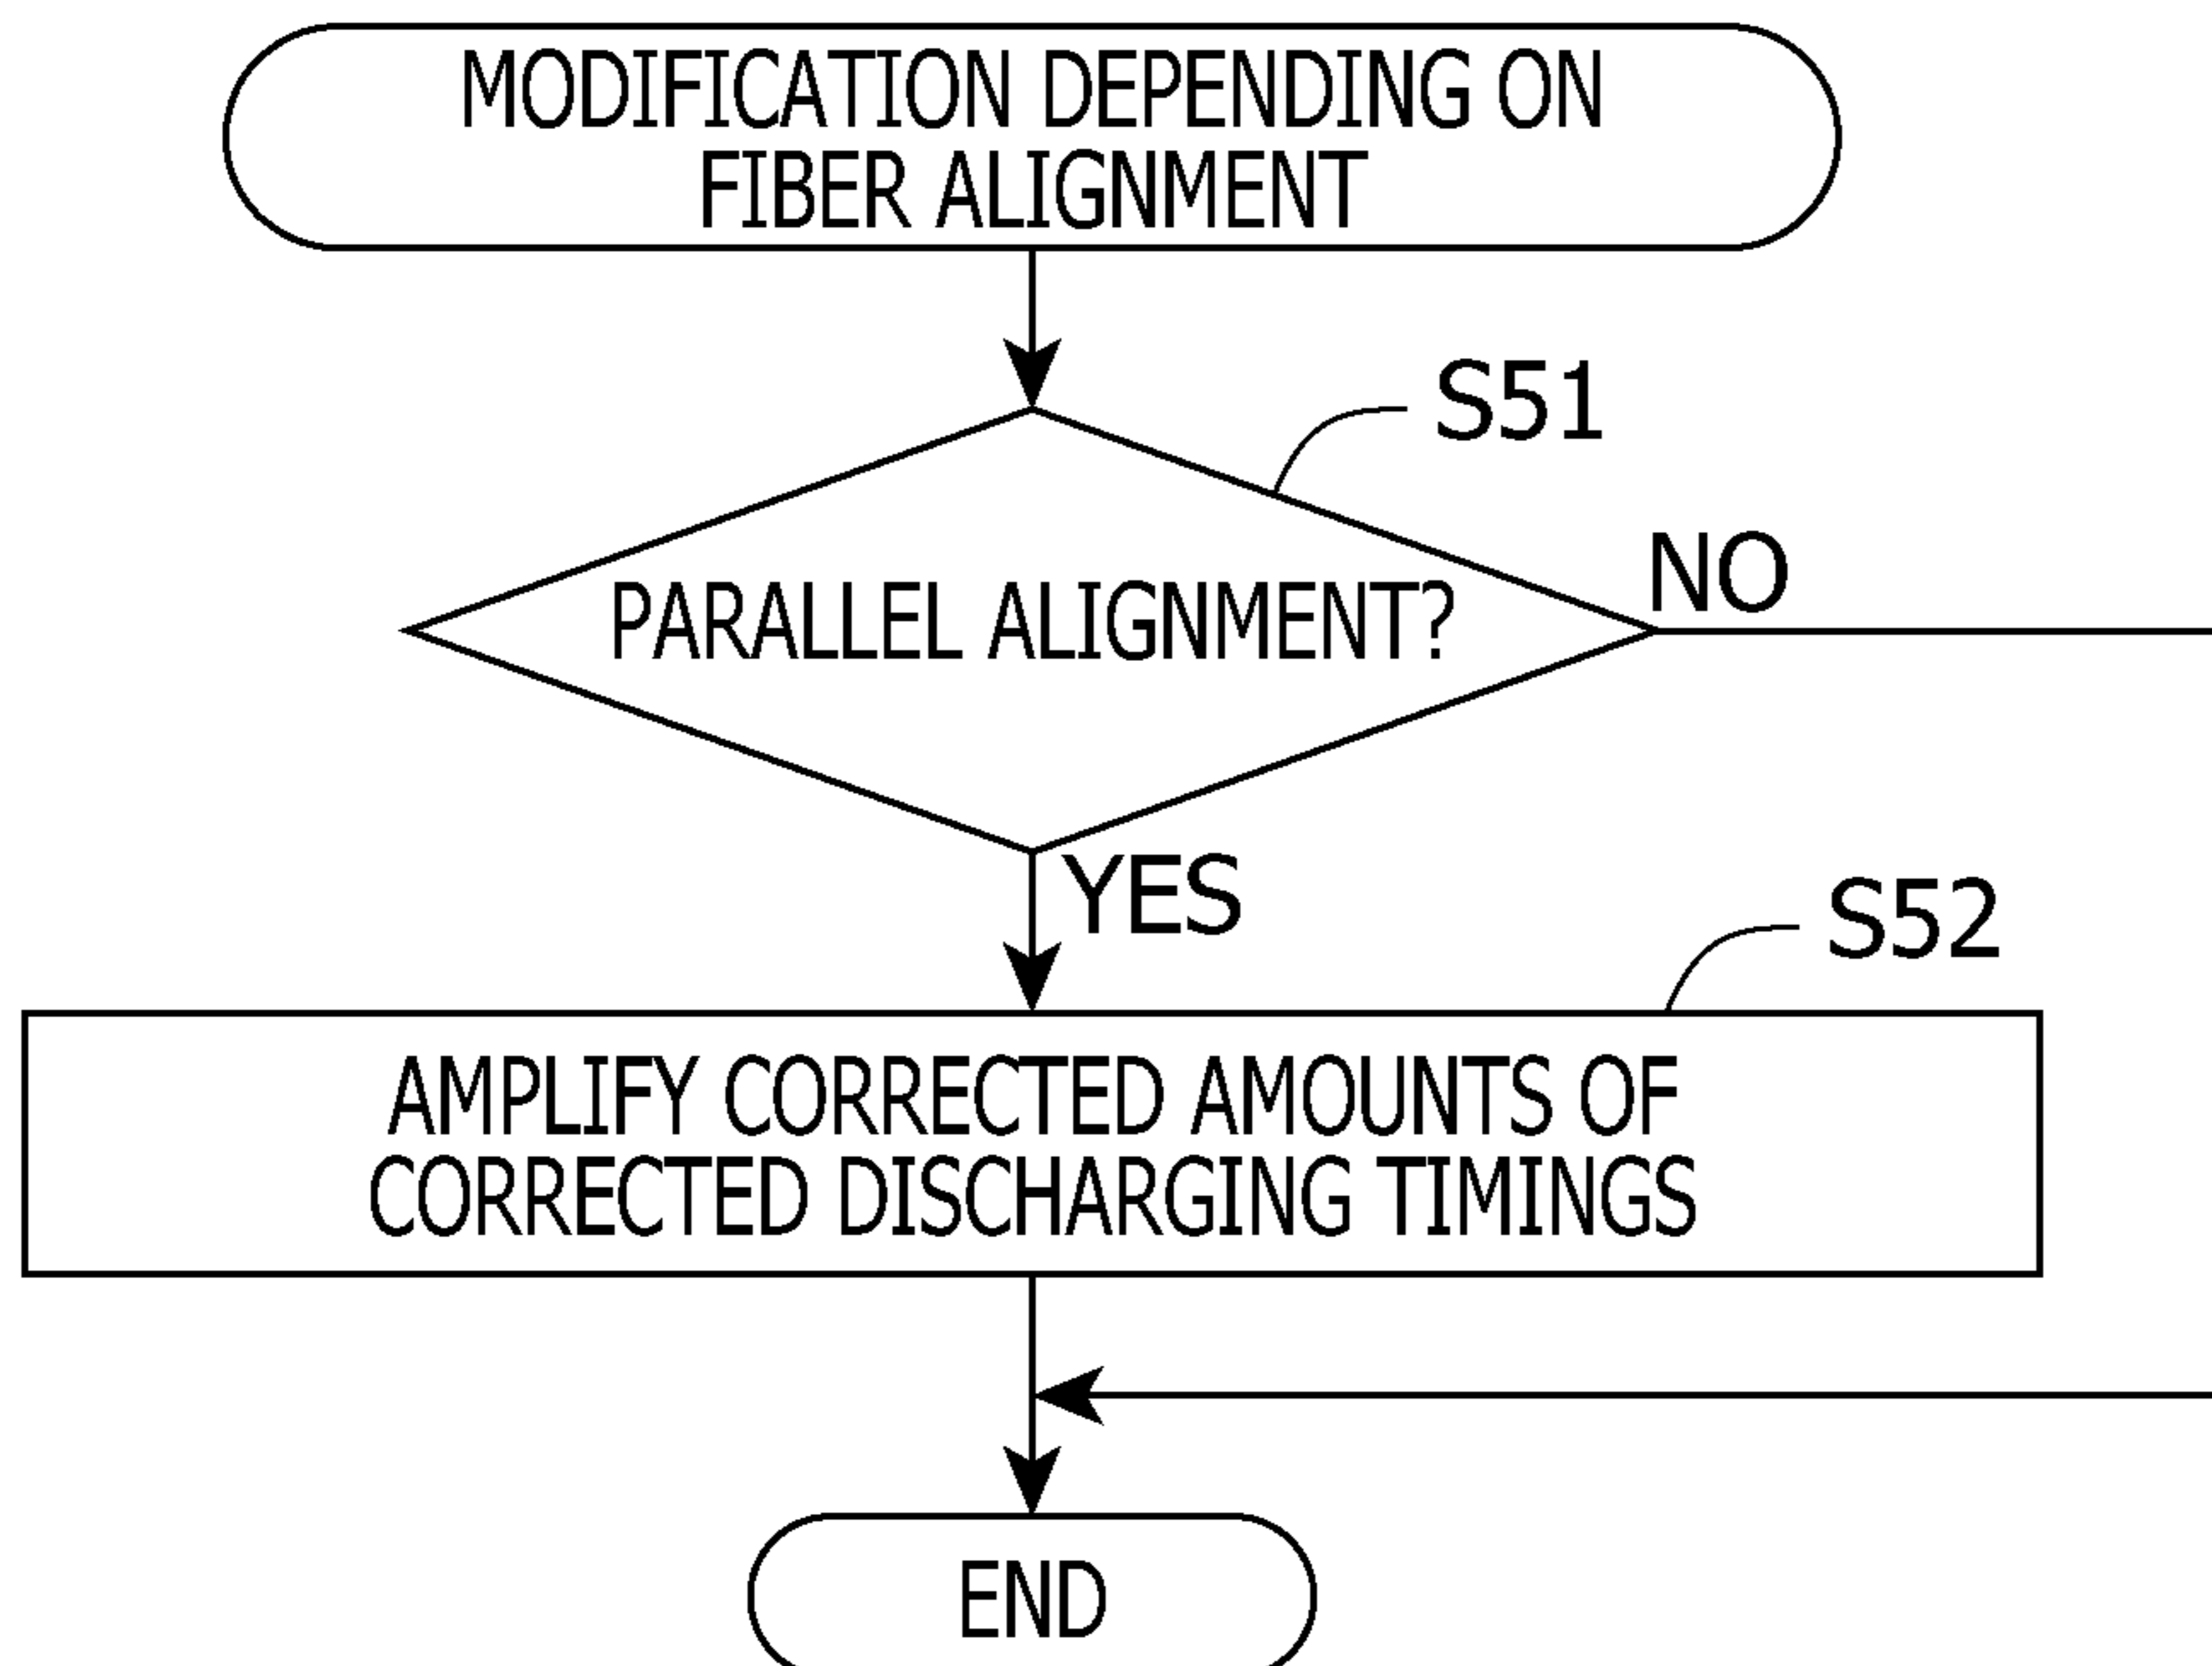 MODIFICATION DEPENDING ON
FIBER ALIGNMENT
S51
NO
PARALLEL ALIGNMENT?
YES
S52
AMPLIFY CORRECTED AMOUNTS OF
CORRECTED DISCHARGING TIMINGS
END